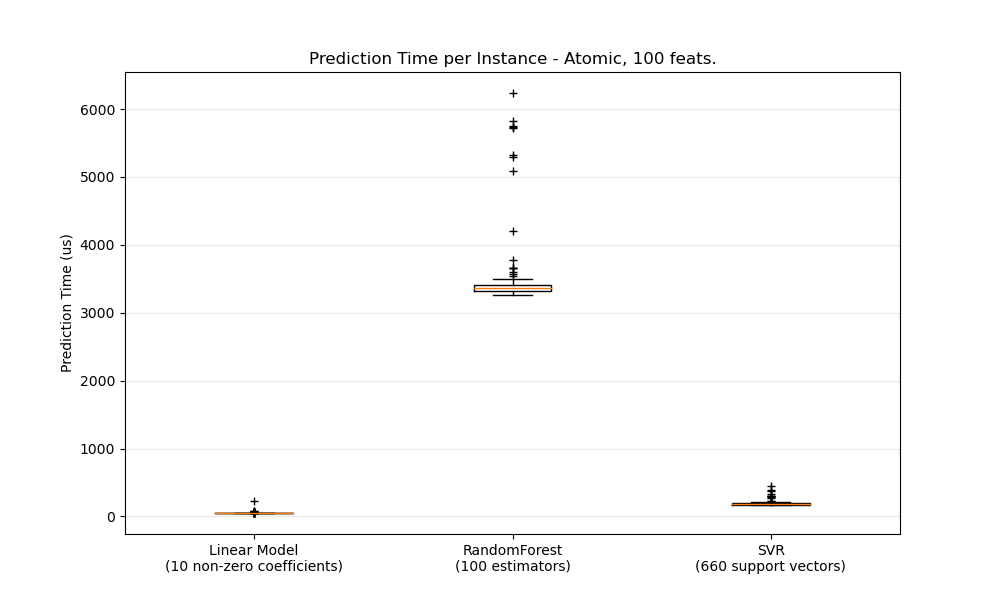 Prediction Time per Instance - Atomic, 100 feats.
Prediction Time (us)
6000
5000
4000
3000
2000
1000
0
Linear Model
(10 non-zero coefficients)
RandomForest
(100 estimators)
SVR
(660 support vectors)